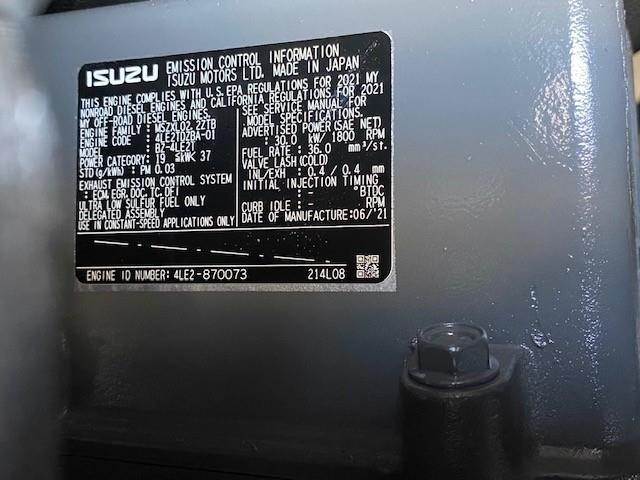 ISUZU EMISSION CONTROL INFORMATION
ISUZU MOTORS LTD. MADE IN JAPAN
THIS ENGINE COMPLIES WITH U.S.EPA REGULATIONS FOR 2021 MY
NONROAD DIESEL ENGINES AND CALIFORNIA REGULATIONS FOR 2021
MY OFF-ROAD DIESEL ENGINES.
ENGINE FAMILY : MSZXL02.2ZTB
ENGINE CODE : 4LE2TDZBA-01
MODEL : BZ-4LE2T
POWER CATEGORY: 19 ≦kW< 37
STD(g/kWh) : PM 0.03
EXHAUST EMISSION CONTROL SYSTEM
: ECM, EGR, DOC, TC, DFI
ULTRA LOW SULFUR FUEL ONLY
DELEGATED ASSEMBLY
USE IN CONSTANT-SPEED APPLICATIONS ONLY
SEE SERVICE MANUAL FOR
MODEL SPECIFICATIONS.
ADVERTISED POWER(SAE NET)
: 30.0 kW/1800 RPM
FUEL RATE: 36.0 mm³/st.
VALVE LASH(COLD)
IN/EXH : 0.4/0.4 mm
INITIAL INJECTION TIMING
: - °BTDC
CURB IDLE : - RPM
DATE OF MANUFACTURE:06/'21
ENGINE ID NUMBER: 4LE2-870073 214L08